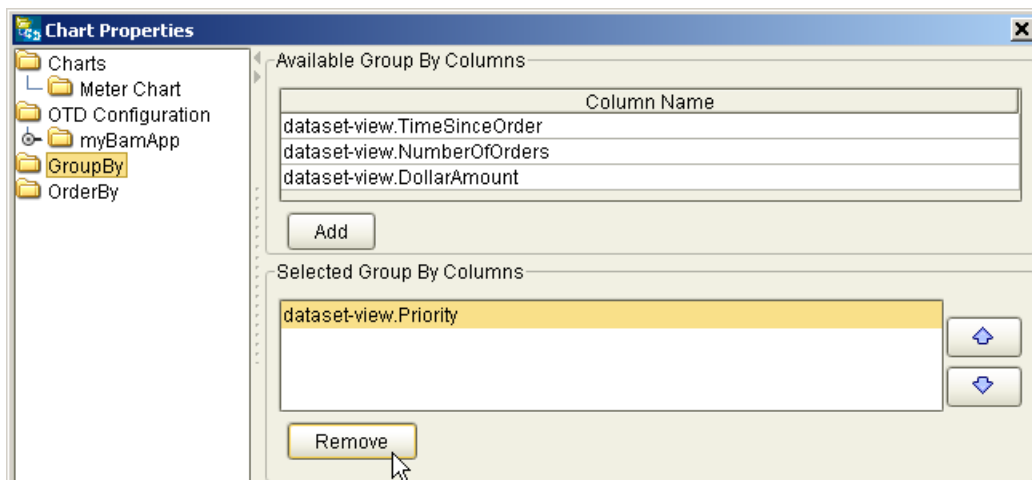 Chart Properties
Charts
Meter Chart
OTD Configuration
myBamApp
GroupBy
OrderBy
Available Group By Columns
Column Name
dataset-view.TimeSinceOrder
dataset-view.NumberOfOrders
dataset-view.DollarAmount
Add
Selected Group By Columns
dataset-view.Priority
Remove